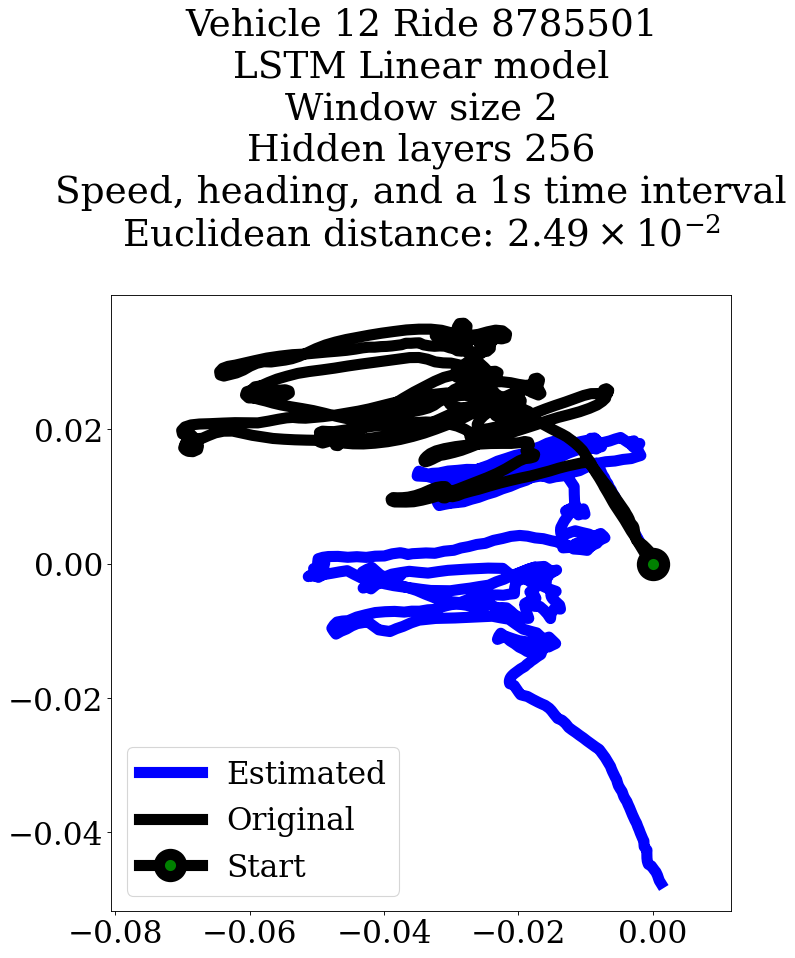 Vehicle 12 Ride 8785501
LSTM Linear model
Window size 2
Hidden layers 256
Speed, heading, and a 1s time interval
Euclidean distance: 2.49 × 10⁻²
0.02
0.00
−0.02
−0.04
Estimated
Original
Start
−0.08 −0.06 −0.04 −0.02 0.00